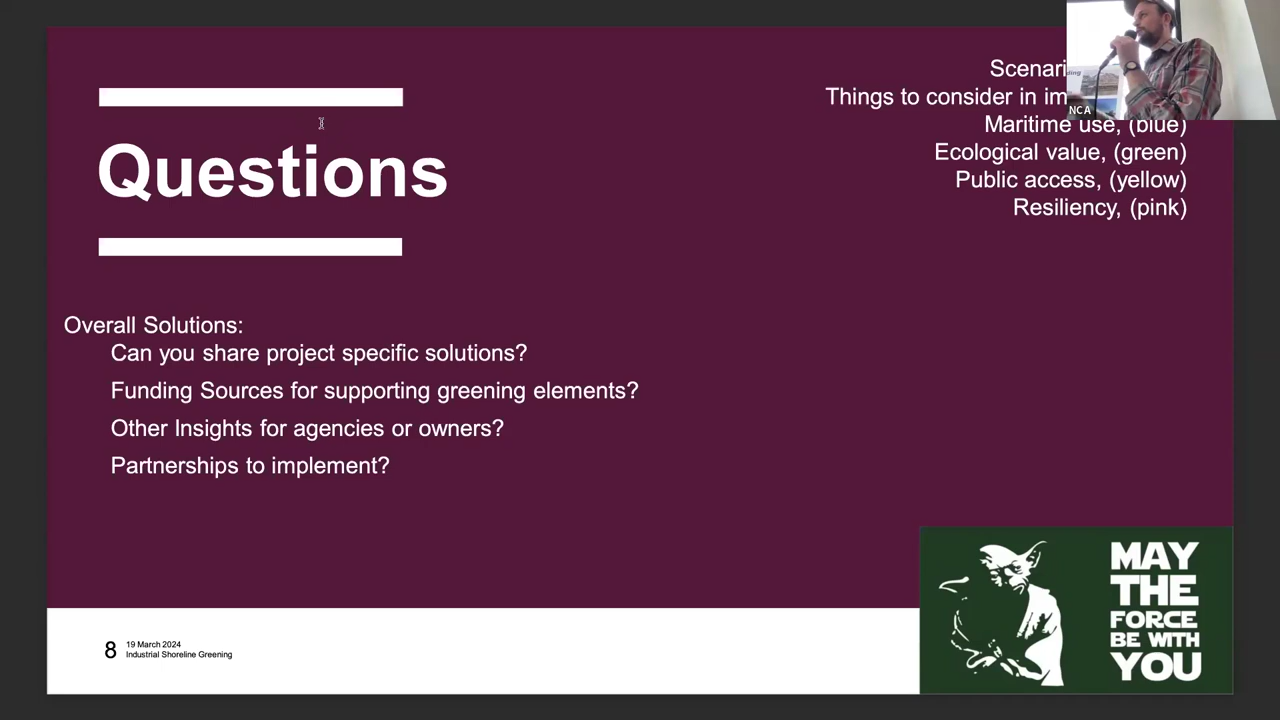 Questions
Things to consider in
Maritime use, (blue)
Ecological value, (green)
Public access, (yellow)
Resiliency, (pink)
NCA
Overall Solutions:
Can you share project specific solutions?
Funding Sources for supporting greening elements?
Other Insights for agencies or owners?
Partnerships to implement?
8
19 March 2024
Industrial Shoreline Greening
MAY
THE
FORCE
BE WITH
YOU